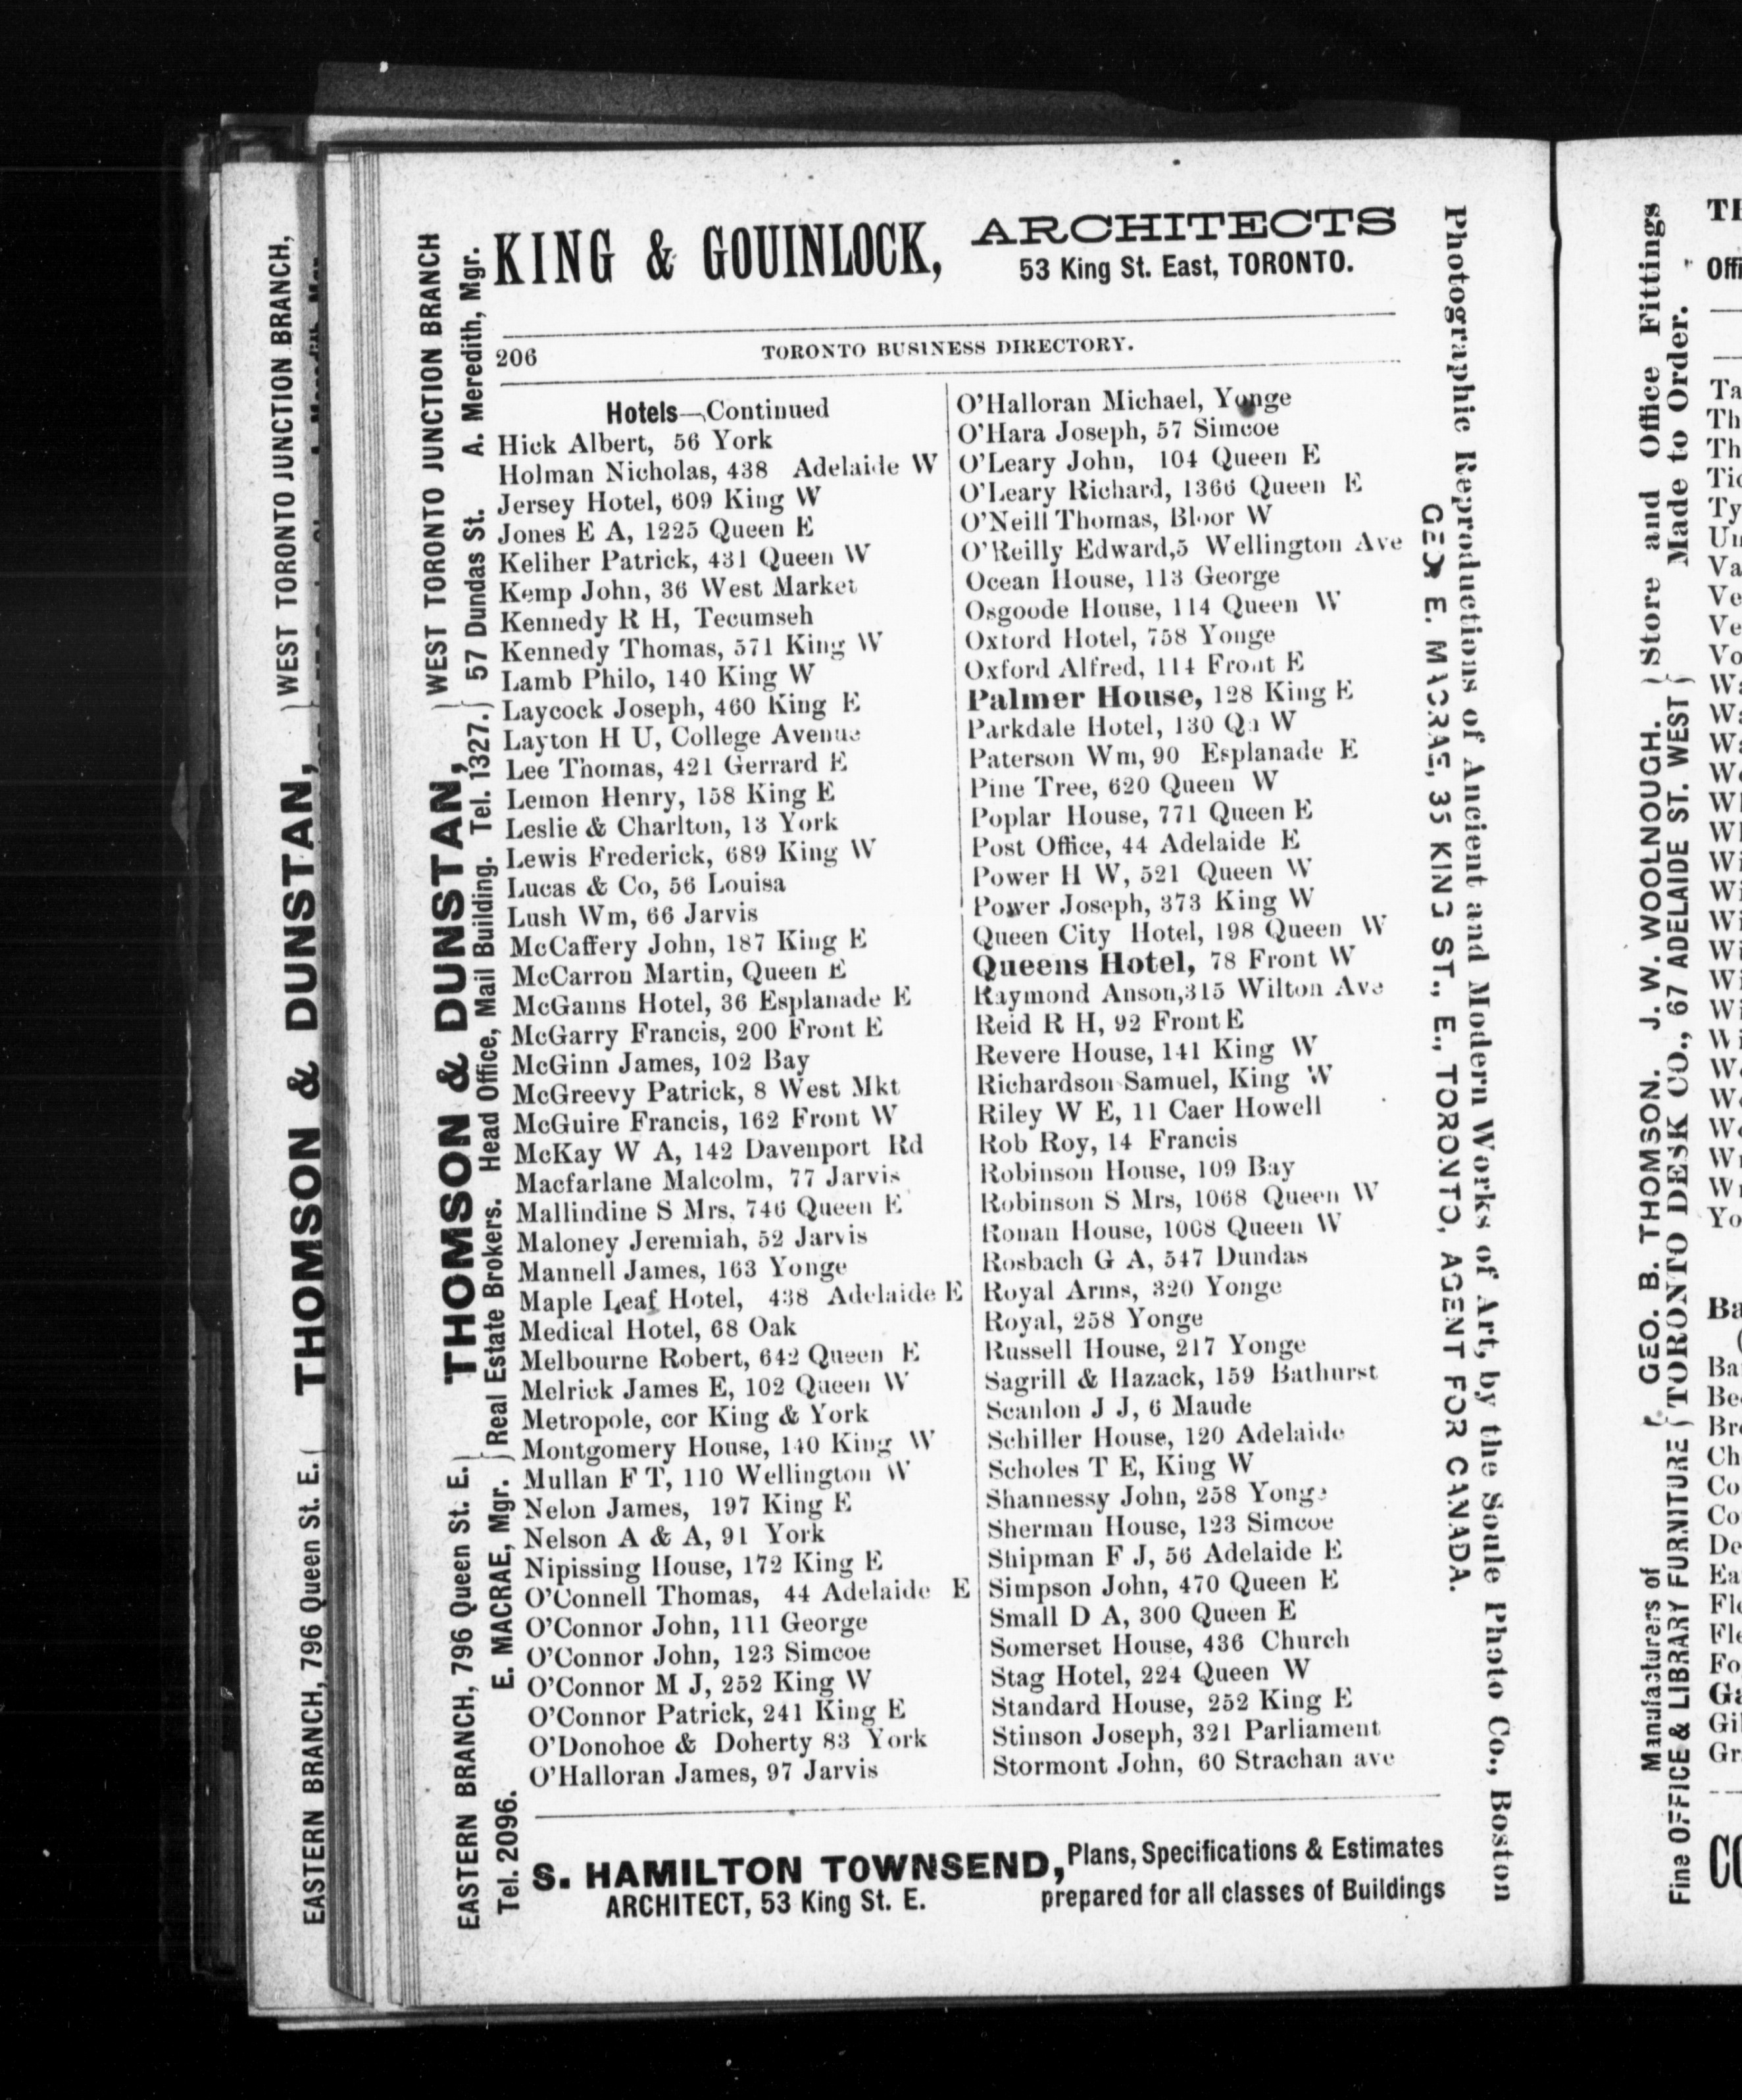 KING & GOUINLOCK, ARCHITECTS
53 King St. East, TORONTO.
206 TORONTO BUSINESS DIRECTORY.
Hotels—Continued
Hick Albert, 56 York
Holman Nicholas, 438 Adelaide W
Jersey Hotel, 609 King W
Jones E A, 1225 Queen E
Keliher Patrick, 431 Queen W
Kemp John, 36 West Market
Kennedy R H, Tecumseh
Kennedy Thomas, 571 King W
Lamb Philo, 140 King W
Laycock Joseph, 460 King E
Layton H U, College Avenue
Lee Thomas, 421 Gerrard E
Lemon Henry, 158 King E
Leslie & Charlton, 13 York
Lewis Frederick, 689 King W
Lucas & Co, 56 Louisa
Lush Wm, 66 Jarvis
McCaffery John, 187 King E
McCarron Martin, Queen E
McGanns Hotel, 36 Esplanade E
McGarry Francis, 200 Front E
McGinn James, 102 Bay
McGreevy Patrick, 8 West Mkt
McGuire Francis, 162 Front W
McKay W A, 142 Davenport Rd
Macfarlane Malcolm, 77 Jarvis
Mallindine S Mrs, 746 Queen E
Maloney Jeremiah, 52 Jarvis
Mannell James, 163 Yonge
Maple Leaf Hotel, 438 Adelaide E
Medical Hotel, 68 Oak
Melbourne Robert, 642 Queen E
Melrick James E, 102 Queen W
Metropole, cor King & York
Montgomery House, 140 King W
Mullan F T, 110 Wellington W
Nelon James, 197 King E
Nelson A & A, 91 York
Nipissing House, 172 King E
O'Connell Thomas, 44 Adelaide E
O'Connor John, 111 George
O'Connor John, 123 Simcoe
O'Connor M J, 252 King W
O'Connor Patrick, 241 King E
O'Donohoe & Doherty 83 York
O'Halloran James, 97 Jarvis
O'Halloran Michael, Yonge
O'Hara Joseph, 57 Simcoe
O'Leary John, 104 Queen E
O'Leary Richard, 1366 Queen E
O'Neill Thomas, Bloor W
O'Reilly Edward,5 Wellington Ave
Ocean House, 113 George
Osgoode House, 114 Queen W
Oxford Hotel, 758 Yonge
Oxford Alfred, 114 Front E
Palmer House, 128 King E
Parkdale Hotel, 130 Qn W
Paterson Wm, 90 Esplanade E
Pine Tree, 620 Queen W
Poplar House, 771 Queen E
Post Office, 44 Adelaide E
Power H W, 521 Queen W
Power Joseph, 373 King W
Queen City Hotel, 198 Queen W
Queens Hotel, 78 Front W
Raymond Anson,315 Wilton Ave
Reid R H, 92 Front E
Revere House, 141 King W
Richardson Samuel, King W
Riley W E, 11 Caer Howell
Rob Roy, 14 Francis
Robinson House, 109 Bay
Robinson S Mrs, 1068 Queen W
Ronan House, 1068 Queen W
Rosbach G A, 547 Dundas
Royal Arms, 320 Yonge
Royal, 258 Yonge
Russell House, 217 Yonge
Sagrill & Hazack, 159 Bathurst
Scanlon J J, 6 Maude
Schiller House, 120 Adelaide
Scholes T E, King W
Shannessy John, 258 Yonge
Sherman House, 123 Simcoe
Shipman F J, 56 Adelaide E
Simpson John, 470 Queen E
Small D A, 300 Queen E
Somerset House, 436 Church
Stag Hotel, 224 Queen W
Standard House, 252 King E
Stinson Joseph, 321 Parliament
Stormont John, 60 Strachan ave
S. HAMILTON TOWNSEND, Plans, Specifications & Estimates
ARCHITECT, 53 King St. E. prepared for all classes of Buildings
EASTERN BRANCH, 796 Queen St. E. THOMSON & DUNSTAN, WEST TORONTO JUNCTION BRANCH,
EASTERN BRANCH, 796 Queen St. E. THOMSON & DUNSTAN, WEST TORONTO JUNCTION BRANCH
Tel. 2096. E. MACRAE, Mgr. Real Estate Brokers. Head Office, Mail Building. Tel. 1327. 57 Dundas St. A. Meredith, Mgr.
Photographic Reproductions of Ancient and Modern Works of Art, by the Soule Photo Co., Boston
GEO. E. MACRAE, 35 KING ST., E., TORONTO, AGENT FOR CANADA.
Manufacturers of GEO. B. THOMSON. J. W. WOOLNOUGH. Store and Office Fittings
Fine OFFICE & LIBRARY FURNITURE TORONTO DESK CO., 67 ADELAIDE ST. WEST Made to Order.